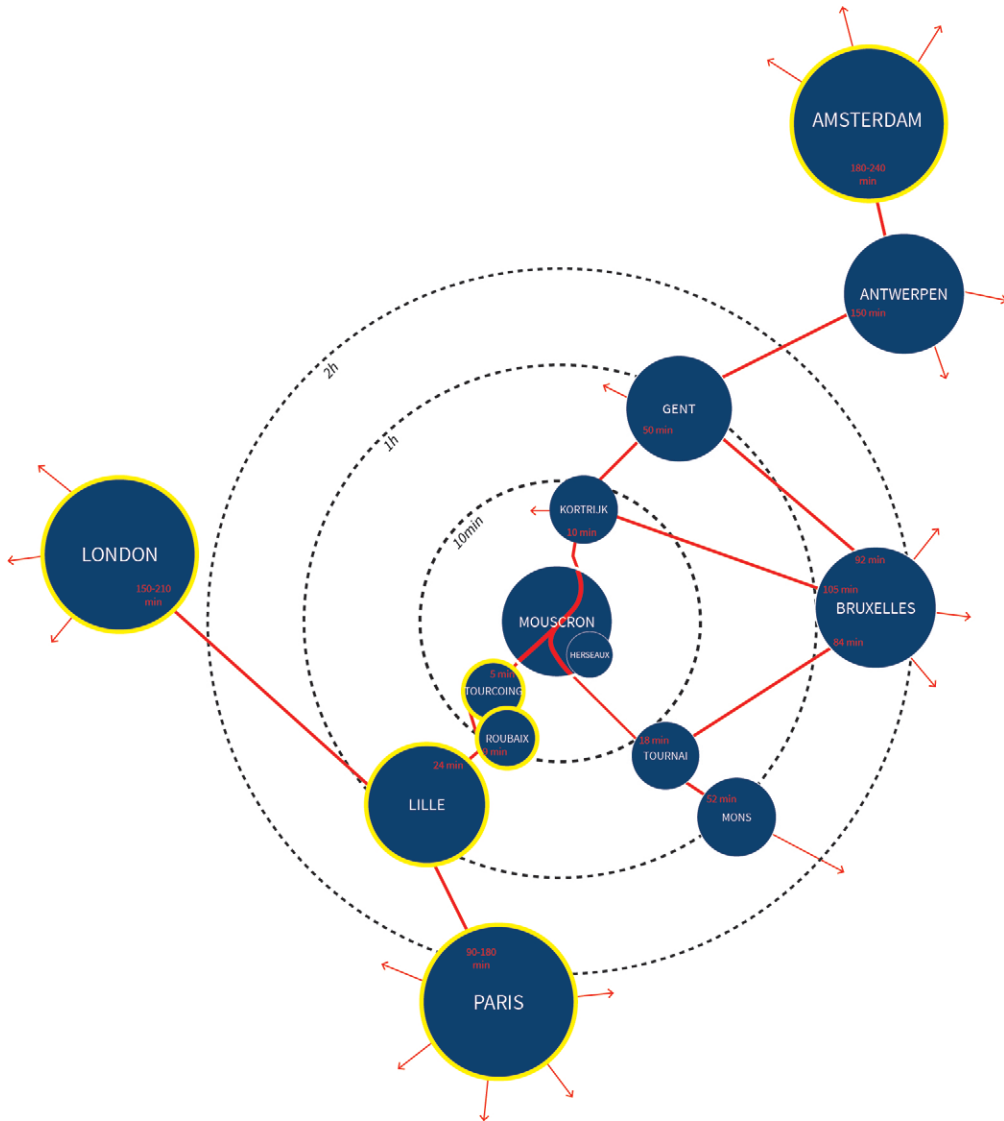 AMSTERDAM
180-240
min
ANTWERPEN
150 min
2h
GENT
50 min
1h
KORTRIJK
10 min
10min
LONDON
150-210
min
92 min
105 min
BRUXELLES
84 min
MOUSCRON
HERSEAUX
5 min
TOURCOING
ROUBAIX
min
18 min
TOURNAI
24 min
LILLE
52 min
MONS
90-180
min
PARIS